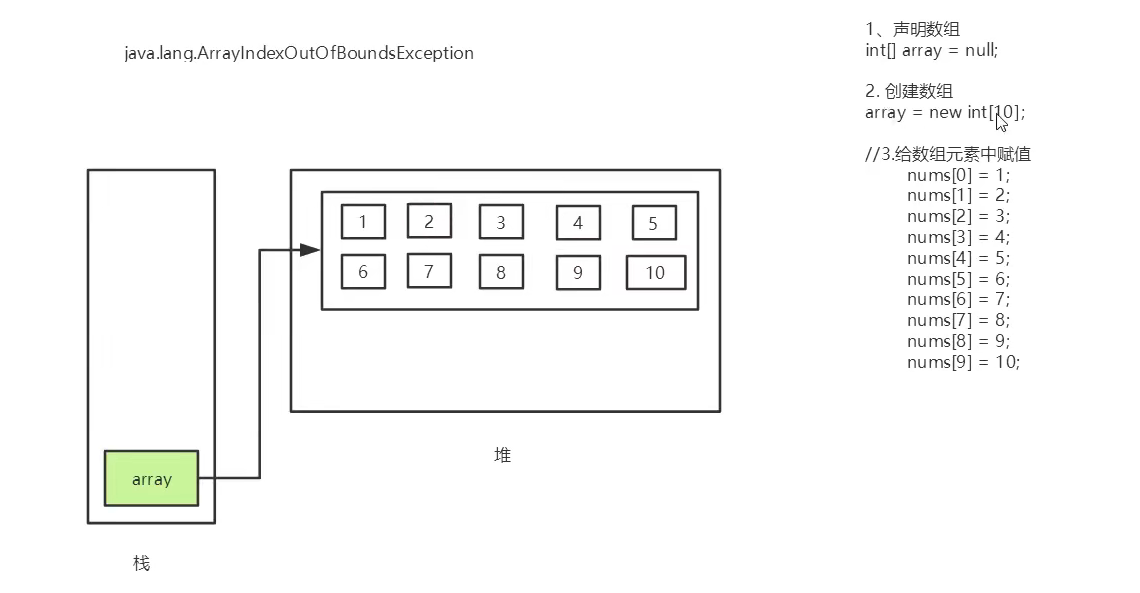 java.lang.ArrayIndexOutOfBoundsException
1、声明数组
int[] array = null;
2. 创建数组
array = new int[10];
//3.给数组元素中赋值
nums[0] = 1;
nums[1] = 2;
nums[2] = 3;
nums[3] = 4;
nums[4] = 5;
nums[5] = 6;
nums[6] = 7;
nums[7] = 8;
nums[8] = 9;
nums[9] = 10;
1 2 3 4 5
6 7 8 9 10
堆
array
栈